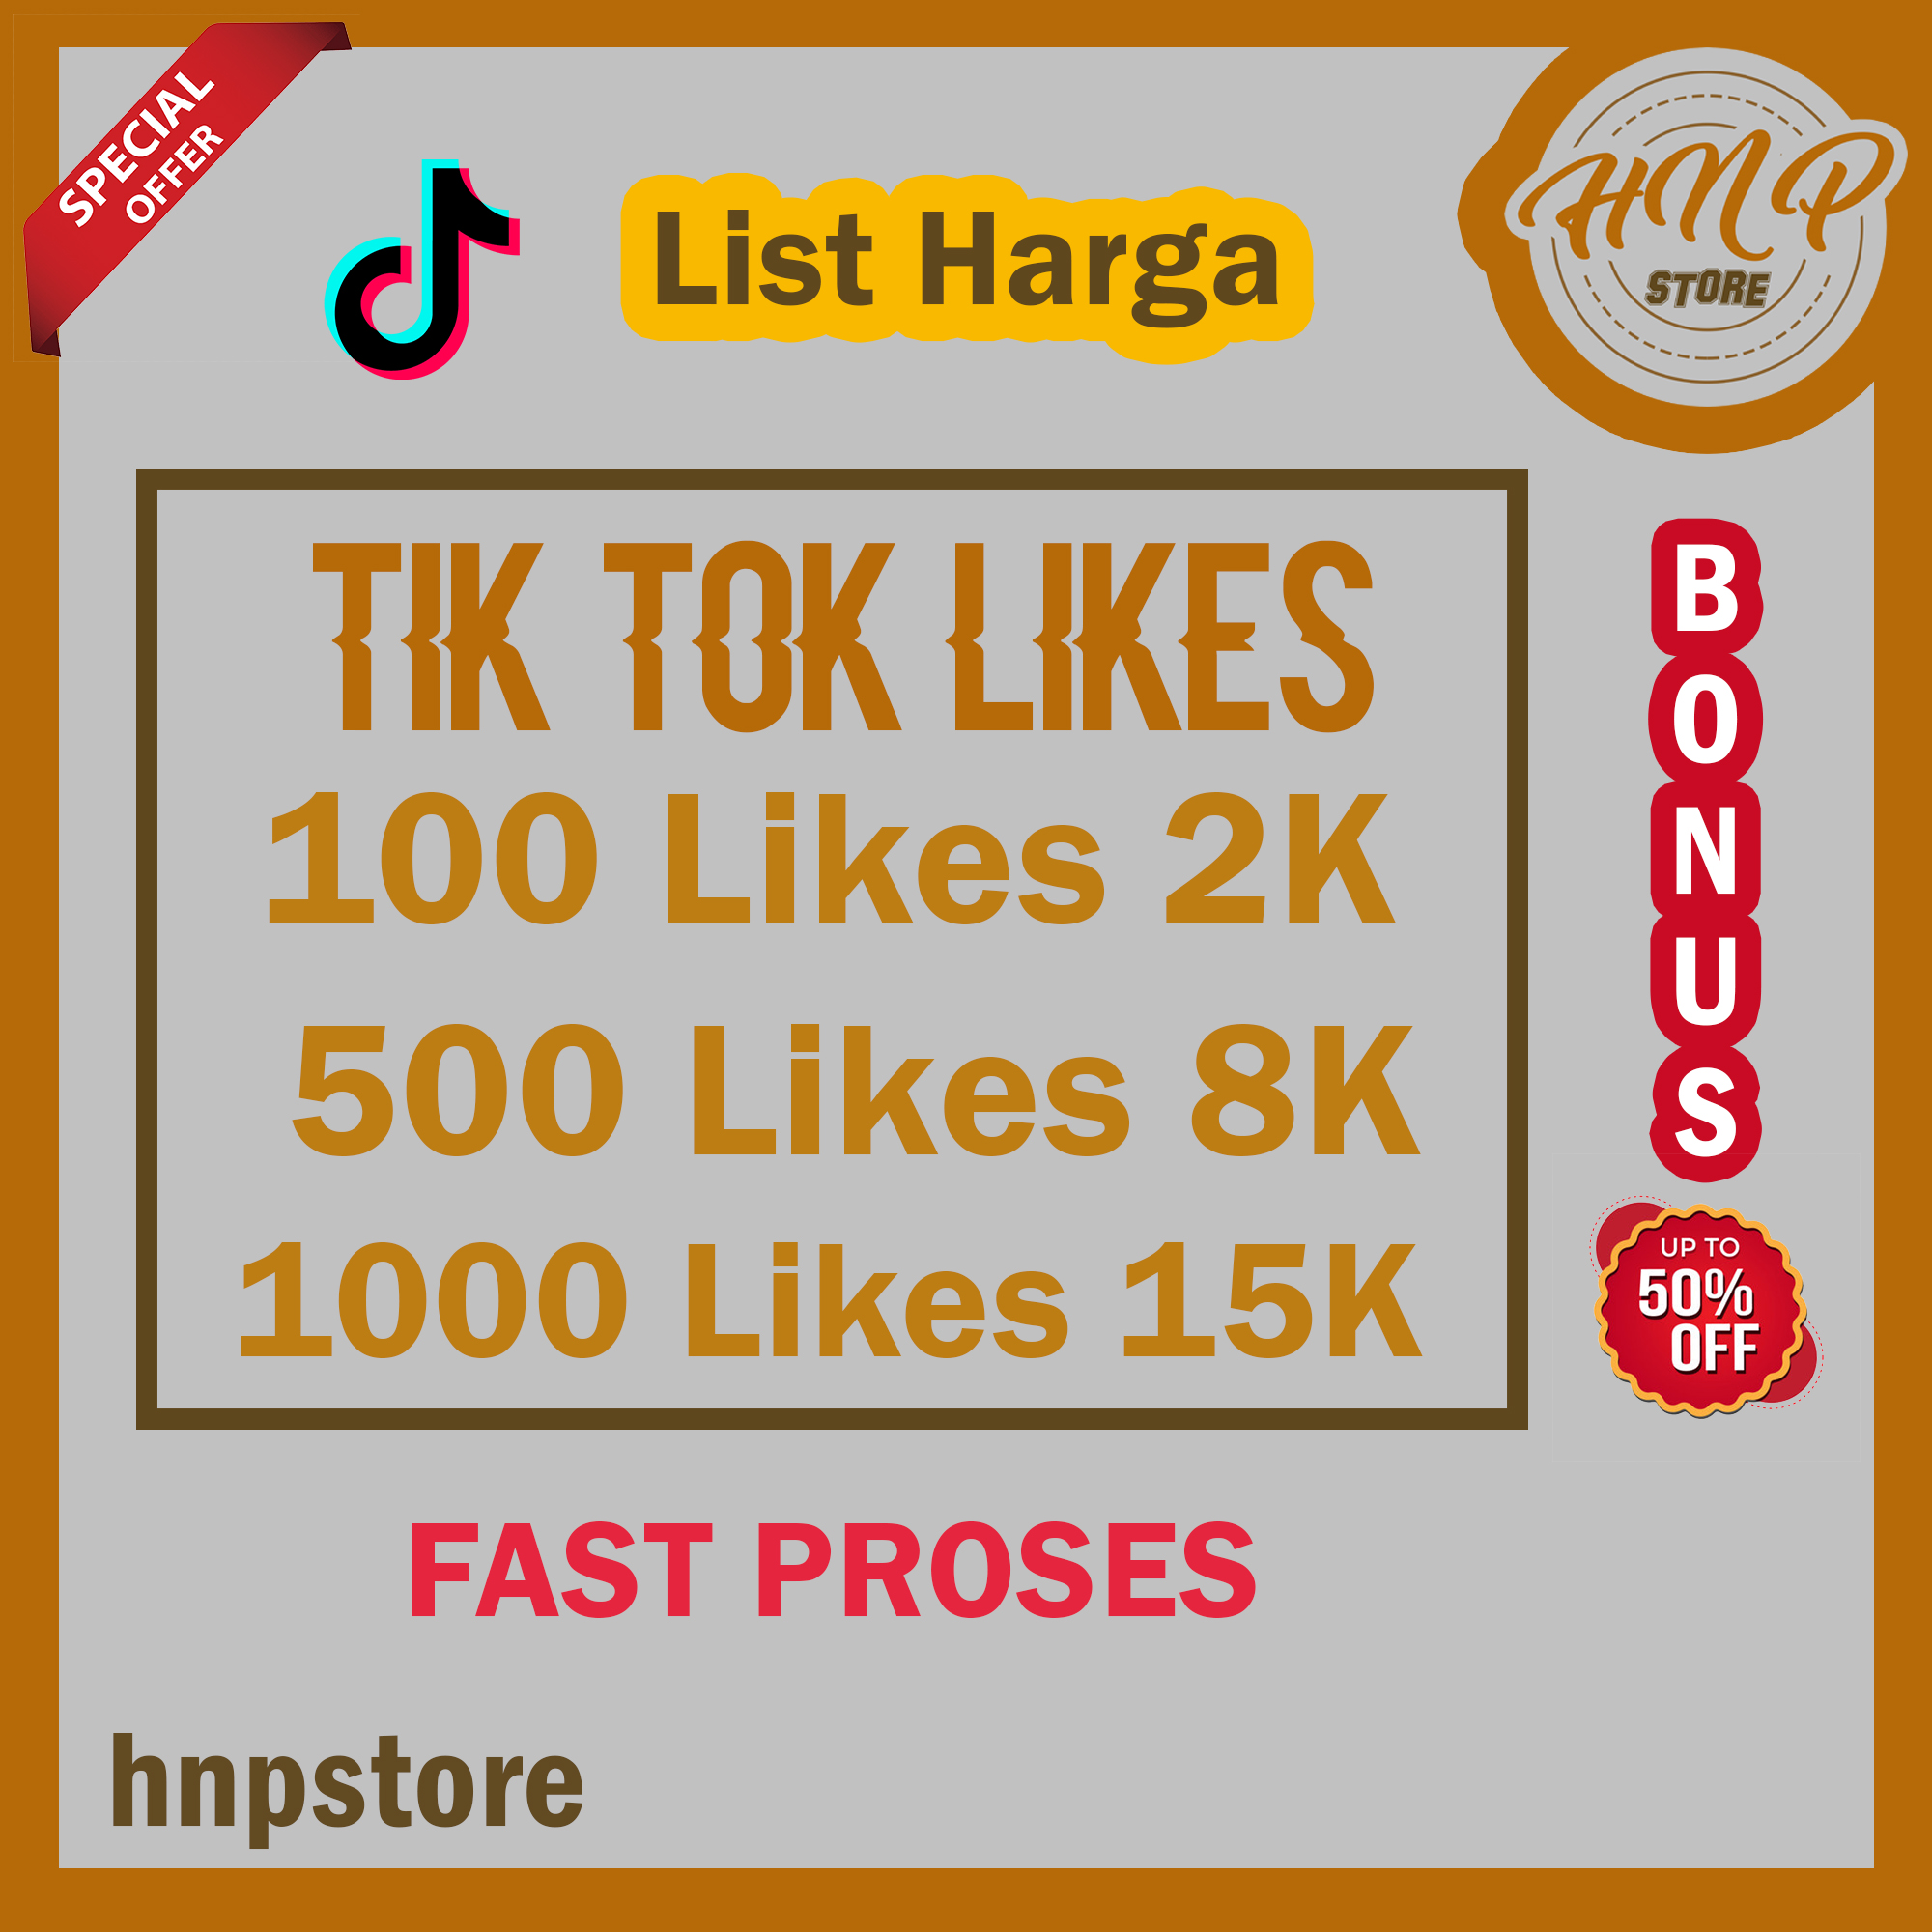 SPECIAL
OFFER
List Harga
HNP
STORE
TIK TOK LIKES
100 Likes 2K
500 Likes 8K
1000 Likes 15K
BONUS
UP TO
50%
OFF
FAST PROSES
hnpstore